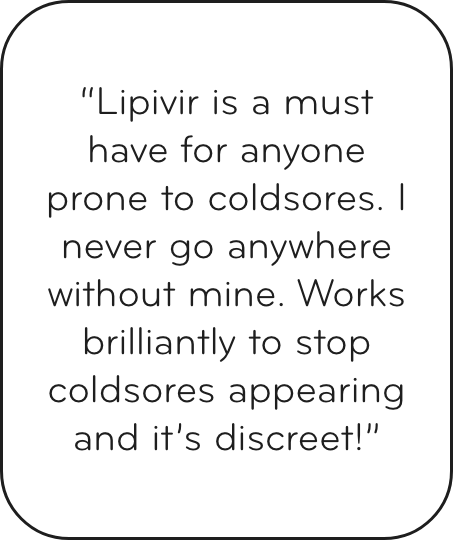 "Lipivir is a must
have for anyone
prone to coldsores. I
never go anywhere
without mine. Works
brilliantly to stop
coldsores appearing
and it's discreet!"